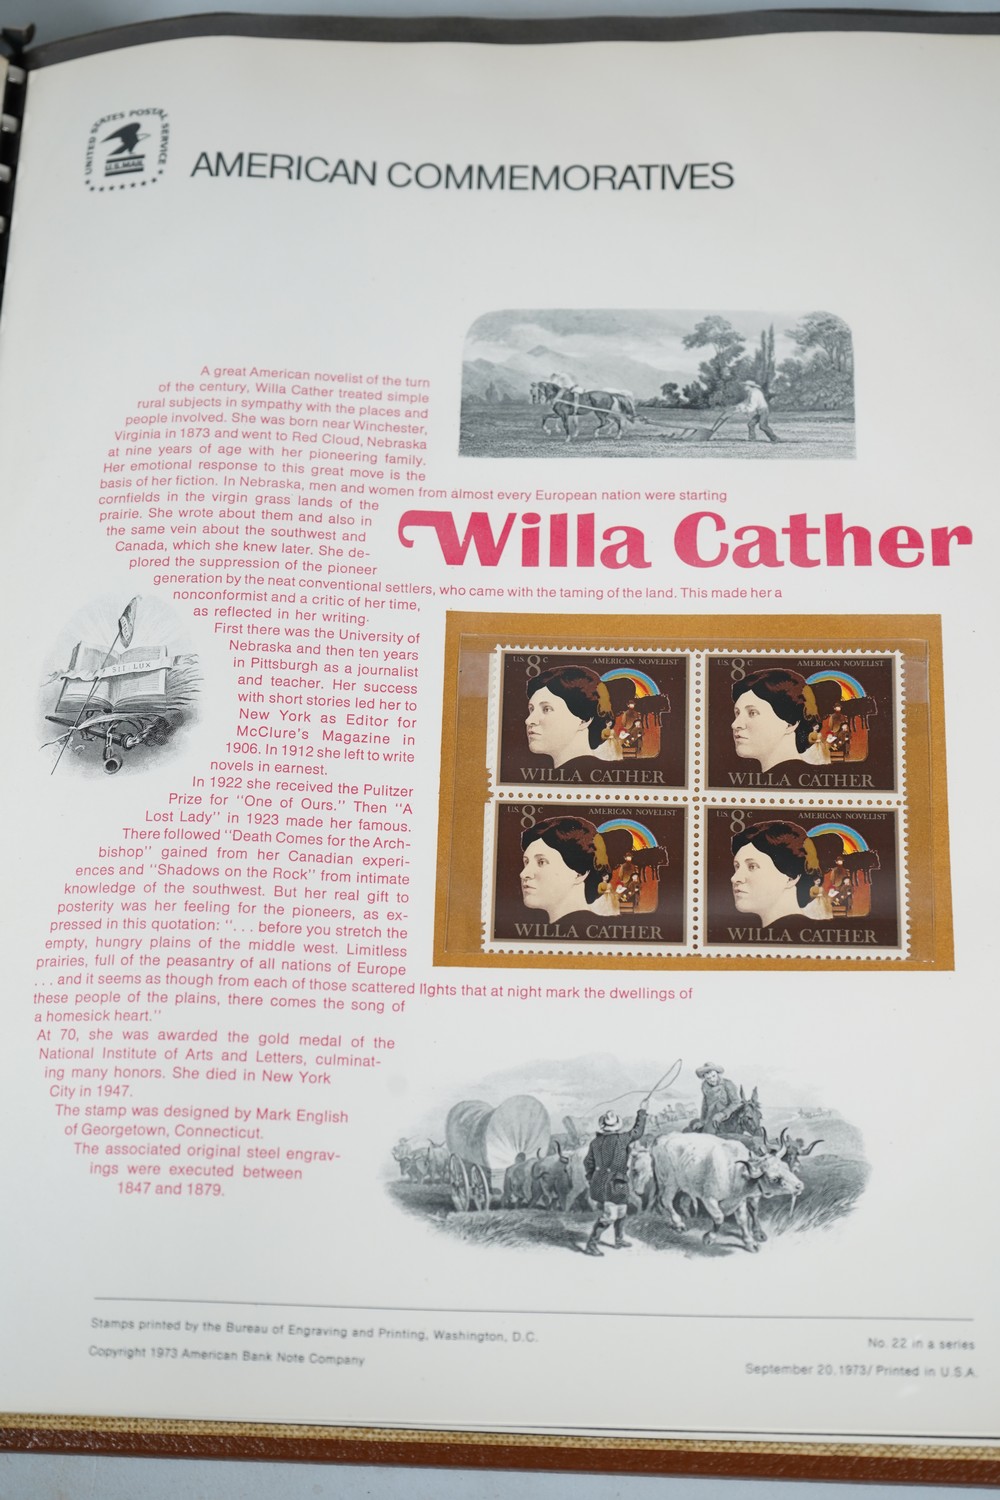 UNITED STATES POSTAL SERVICE
U.S. MAIL
AMERICAN COMMEMORATIVES
A great American novelist of the turn
of the century, Willa Cather treated simple
rural subjects in sympathy with the places and
people involved. She was born near Winchester,
Virginia in 1873 and went to Red Cloud, Nebraska
at nine years of age with her pioneering family.
Her emotional response to this great move is the
basis of her fiction. In Nebraska, men and women from almost every European nation were starting
cornfields in the virgin grass lands of the
prairie. She wrote about them and also in
the same vein about the southwest and
Canada, which she knew later. She de-
plored the suppression of the pioneer
generation by the neat conventional settlers, who came with the taming of the land. This made her a
nonconformist and a critic of her time,
as reflected in her writing.
First there was the University of
Nebraska and then ten years
in Pittsburgh as a journalist
and teacher. Her success
with short stories led her to
New York as Editor for
McClure's Magazine in
1906. In 1912 she left to write
novels in earnest.
In 1922 she received the Pulitzer
Prize for "One of Ours." Then "A
Lost Lady" in 1923 made her famous.
There followed "Death Comes for the Arch-
bishop" gained from her Canadian experi-
ences and "Shadows on the Rock" from intimate
knowledge of the southwest. But her real gift to
posterity was her feeling for the pioneers, as ex-
pressed in this quotation: ". . . before you stretch the
empty, hungry plains of the middle west. Limitless
prairies, full of the peasantry of all nations of Europe
. . . and it seems as though from each of those scattered lights that at night mark the dwellings of
these people of the plains, there comes the song of
a homesick heart."
At 70, she was awarded the gold medal of the
National Institute of Arts and Letters, culminat-
ing many honors. She died in New York
City in 1947.
The stamp was designed by Mark English
of Georgetown, Connecticut.
The associated original steel engrav-
ings were executed between
1847 and 1879.
Willa Cather
SIT LUX
U.S. 8c AMERICAN NOVELIST
WILLA CATHER
U.S. 8c AMERICAN NOVELIST
WILLA CATHER
U.S. 8c AMERICAN NOVELIST
WILLA CATHER
U.S. 8c AMERICAN NOVELIST
WILLA CATHER
Stamps printed by the Bureau of Engraving and Printing, Washington, D.C.
Copyright 1973 American Bank Note Company
No. 22 in a series
September 20, 1973/ Printed in U.S.A.